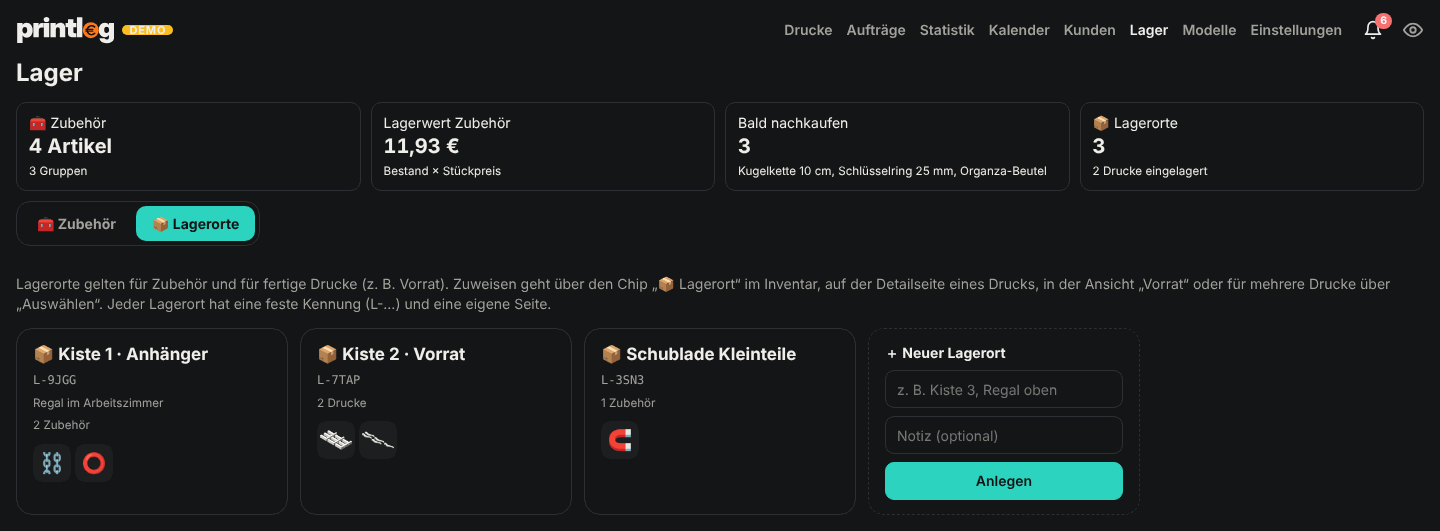 printlog DEMO
Drucke Aufträge Statistik Kalender Kunden Lager Modelle Einstellungen 6
Lager
🧰 Zubehör
4 Artikel
3 Gruppen
Lagerwert Zubehör
11,93 €
Bestand × Stückpreis
Bald nachkaufen
3
Kugelkette 10 cm, Schlüsselring 25 mm, Organza-Beutel
📦 Lagerorte
3
2 Drucke eingelagert
🧰 Zubehör 📦 Lagerorte
Lagerorte gelten für Zubehör und für fertige Drucke (z. B. Vorrat). Zuweisen geht über den Chip „📦 Lagerort“ im Inventar, auf der Detailseite eines Drucks, in der Ansicht „Vorrat“ oder für mehrere Drucke über
„Auswählen“. Jeder Lagerort hat eine feste Kennung (L-…) und eine eigene Seite.
📦 Kiste 1 · Anhänger
L-9JGG
Regal im Arbeitszimmer
2 Zubehör
📦 Kiste 2 · Vorrat
L-7TAP
2 Drucke
📦 Schublade Kleinteile
L-3SN3
1 Zubehör
+ Neuer Lagerort
z. B. Kiste 3, Regal oben
Notiz (optional)
Anlegen